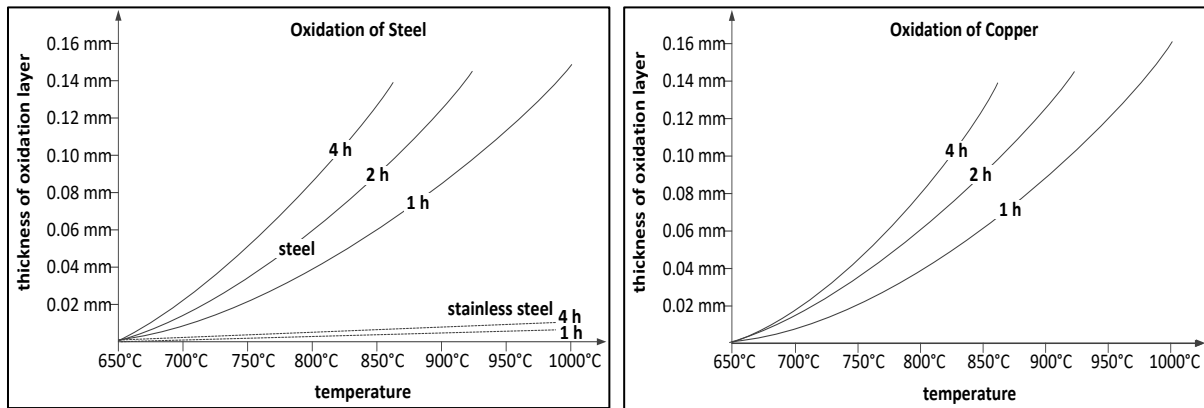 Oxidation of Steel
thickness of oxidation layer
0.16 mm
0.14 mm
0.12 mm
0.10 mm
0.08 mm
0.06 mm
0.04 mm
0.02 mm
4 h
2 h
1 h
steel
stainless steel
4 h
1 h
650°C 700°C 750°C 800°C 850°C 900°C 950°C 1000°C
temperature
Oxidation of Copper
thickness of oxidation layer
0.16 mm
0.14 mm
0.12 mm
0.10 mm
0.08 mm
0.06 mm
0.04 mm
0.02 mm
4 h
2 h
1 h
650°C 700°C 750°C 800°C 850°C 900°C 950°C 1000°C
temperature